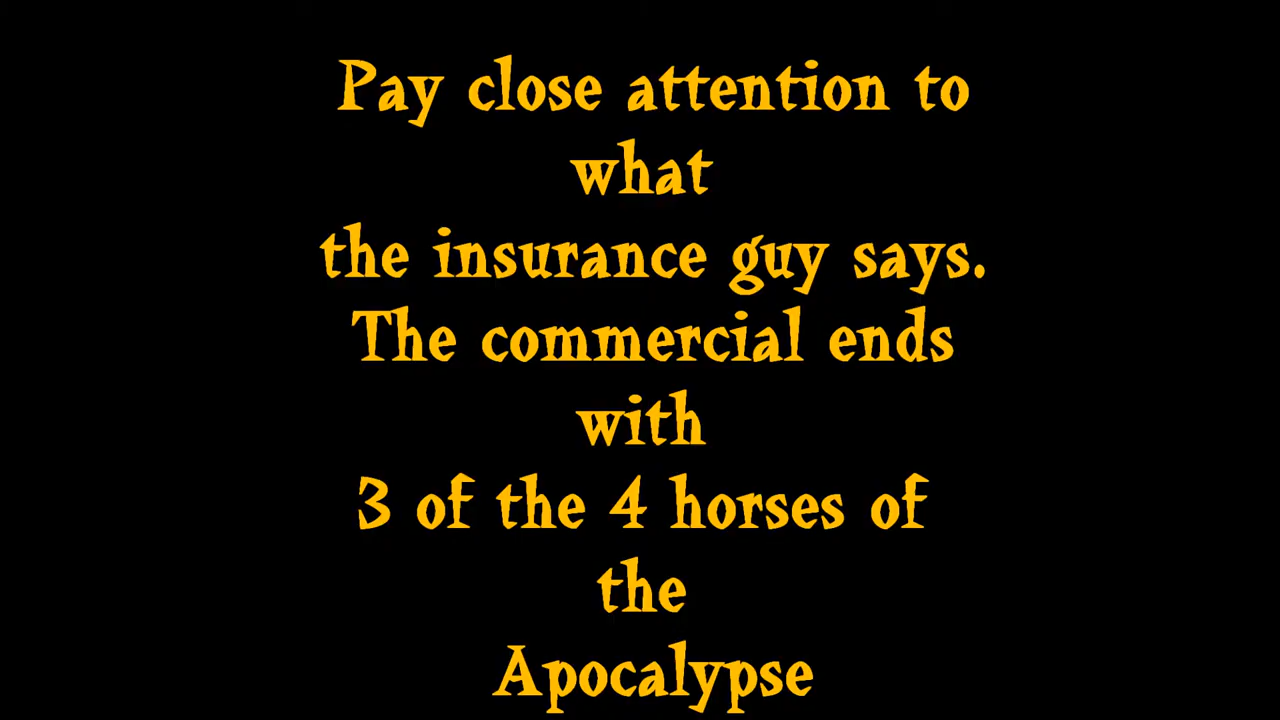 Pay close attention to
what
the insurance guy says.
The commercial ends
with
3 of the 4 horses of
the
Apocalypse